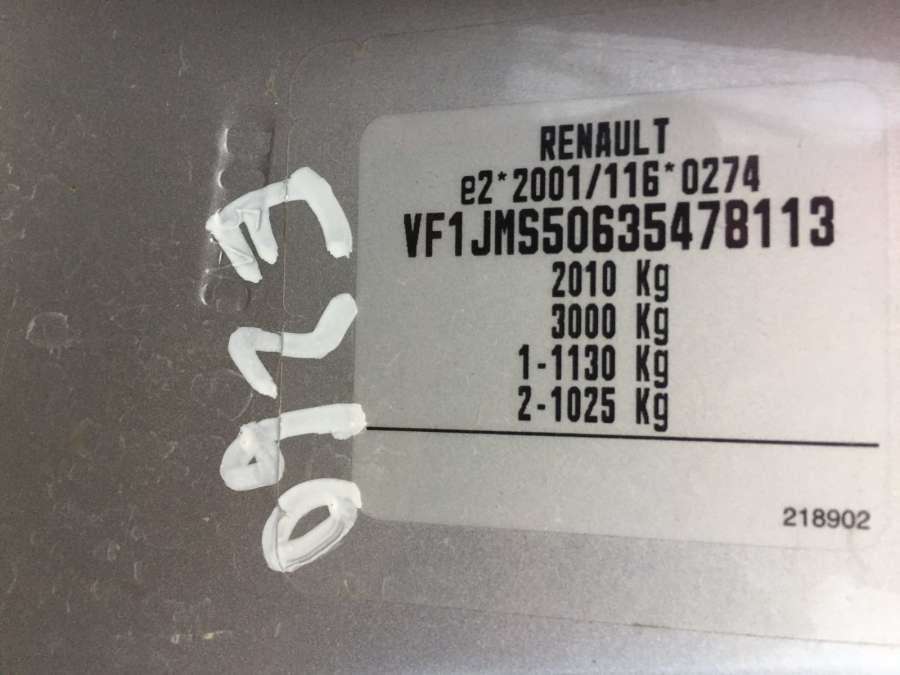 RENAULT
e2*2001/116*0274
VF1JMS50635478113
2010 Kg
3000 Kg
1-1130 Kg
2-1025 Kg
218902